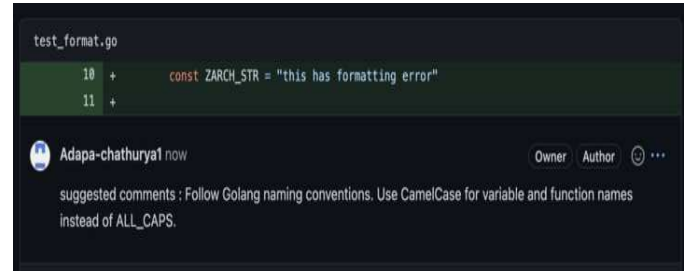 test_format.go
10 + const ZARCH_STR = "this has formatting error"
11 +
Adapa-chathurya1 now Owner Author
suggested comments : Follow Golang naming conventions. Use CamelCase for variable and function names
instead of ALL_CAPS.